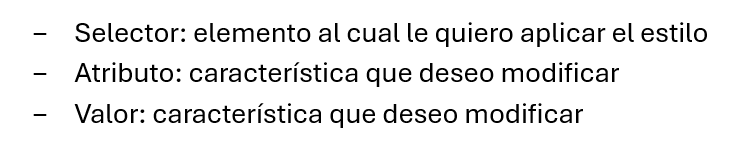 – Selector: elemento al cual le quiero aplicar el estilo
– Atributo: característica que deseo modificar
– Valor: característica que deseo modificar